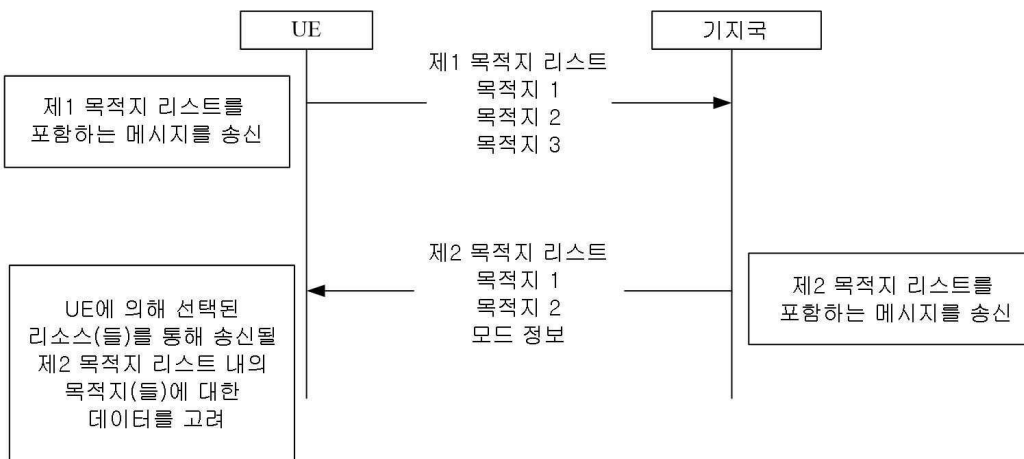 UE
기지국
제1 목적지 리스트를
포함하는 메시지를 송신
제1 목적지 리스트
목적지 1
목적지 2
목적지 3
제2 목적지 리스트
목적지 1
목적지 2
모드 정보
제2 목적지 리스트를
포함하는 메시지를 송신
UE에 의해 선택된
리소스(들)를 통해 송신될
제2 목적지 리스트 내의
목적지(들)에 대한
데이터를 고려